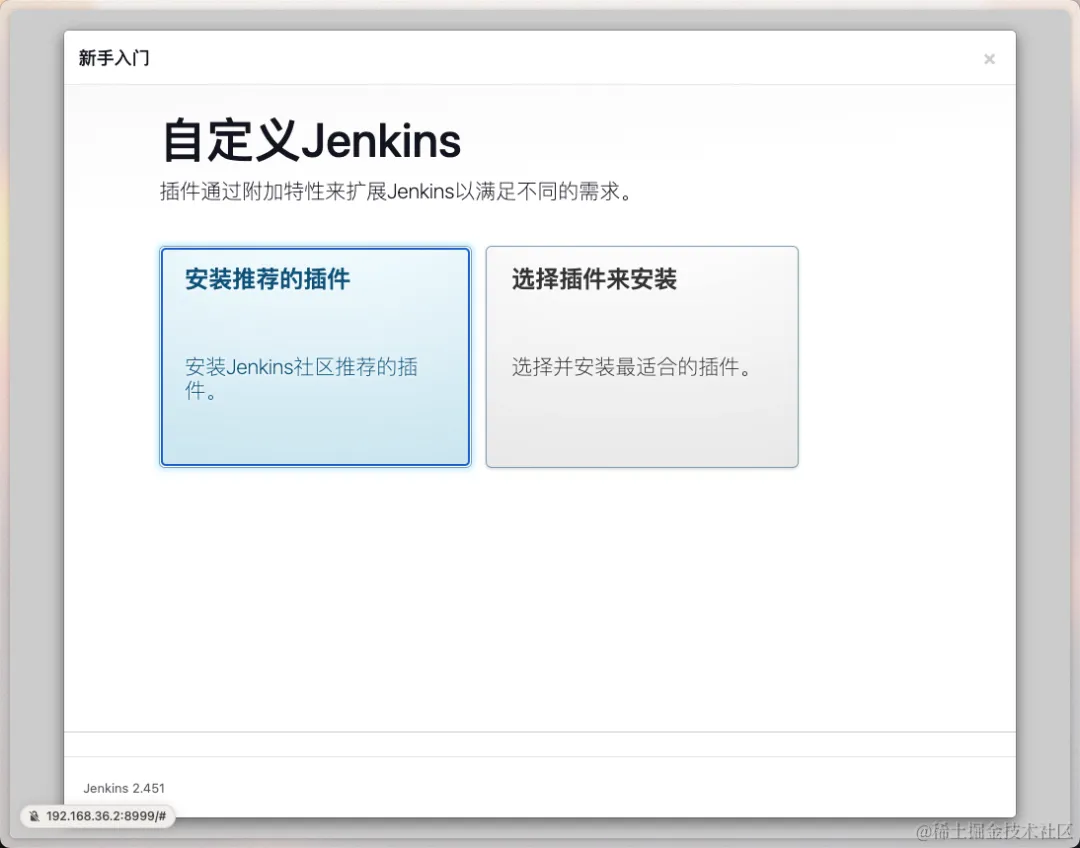 新手入门
×
自定义Jenkins
插件通过附加特性来扩展Jenkins以满足不同的需求。
安装推荐的插件
安装Jenkins社区推荐的插
件。
选择插件来安装
选择并安装最适合的插件。
Jenkins 2.451
192.168.36.2:8999/#
@稀土掘金技术社区